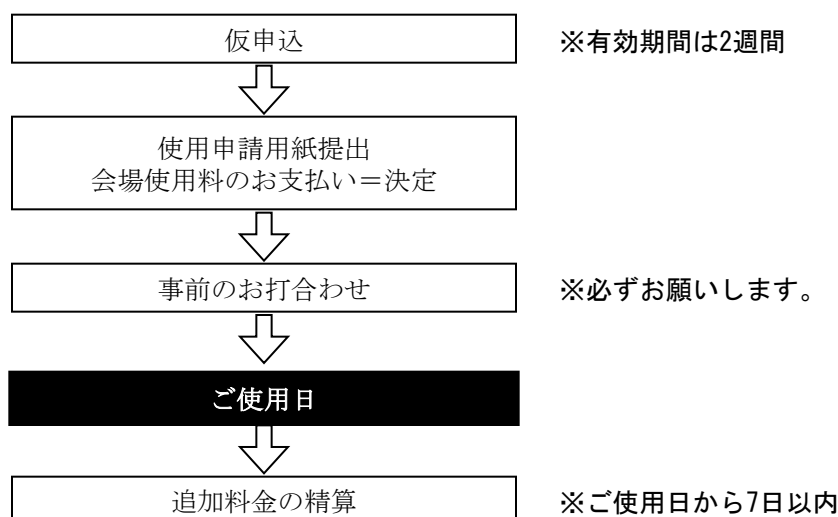 仮申込
※有効期間は2週間
使用申請用紙提出
会場使用料のお支払い＝決定
事前のお打合わせ
※必ずお願いします。
ご使用日
追加料金の精算
※ご使用日から7日以内